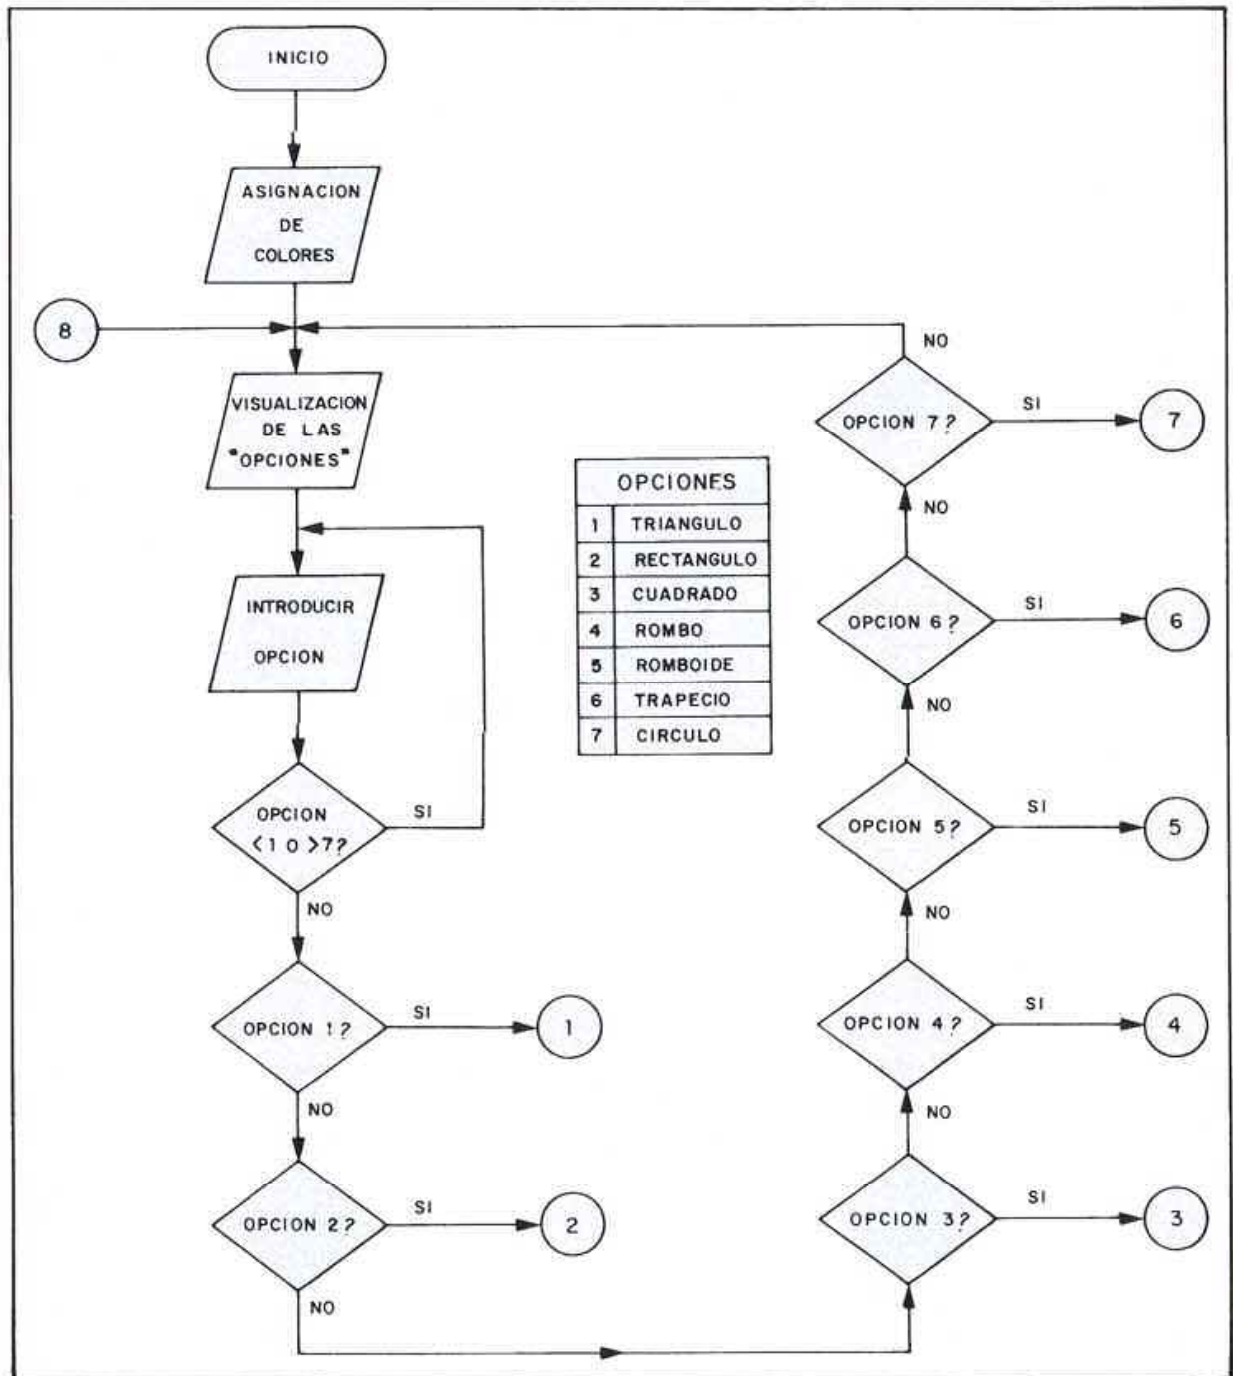 INICIO
ASIGNACION
DE
COLORES
8
VISUALIZACION
DE LAS
"OPCIONES"
INTRODUCIR
OPCION
OPCION
<1 O >7?
SI
NO
OPCION 1?
SI
1
NO
OPCION 2?
SI
2
NO
OPCIONES
1 TRIANGULO
2 RECTANGULO
3 CUADRADO
4 ROMBO
5 ROMBOIDE
6 TRAPECIO
7 CIRCULO
NO
OPCION 7?
SI
7
NO
OPCION 6?
SI
6
NO
OPCION 5?
SI
5
NO
OPCION 4?
SI
4
NO
OPCION 3?
SI
3